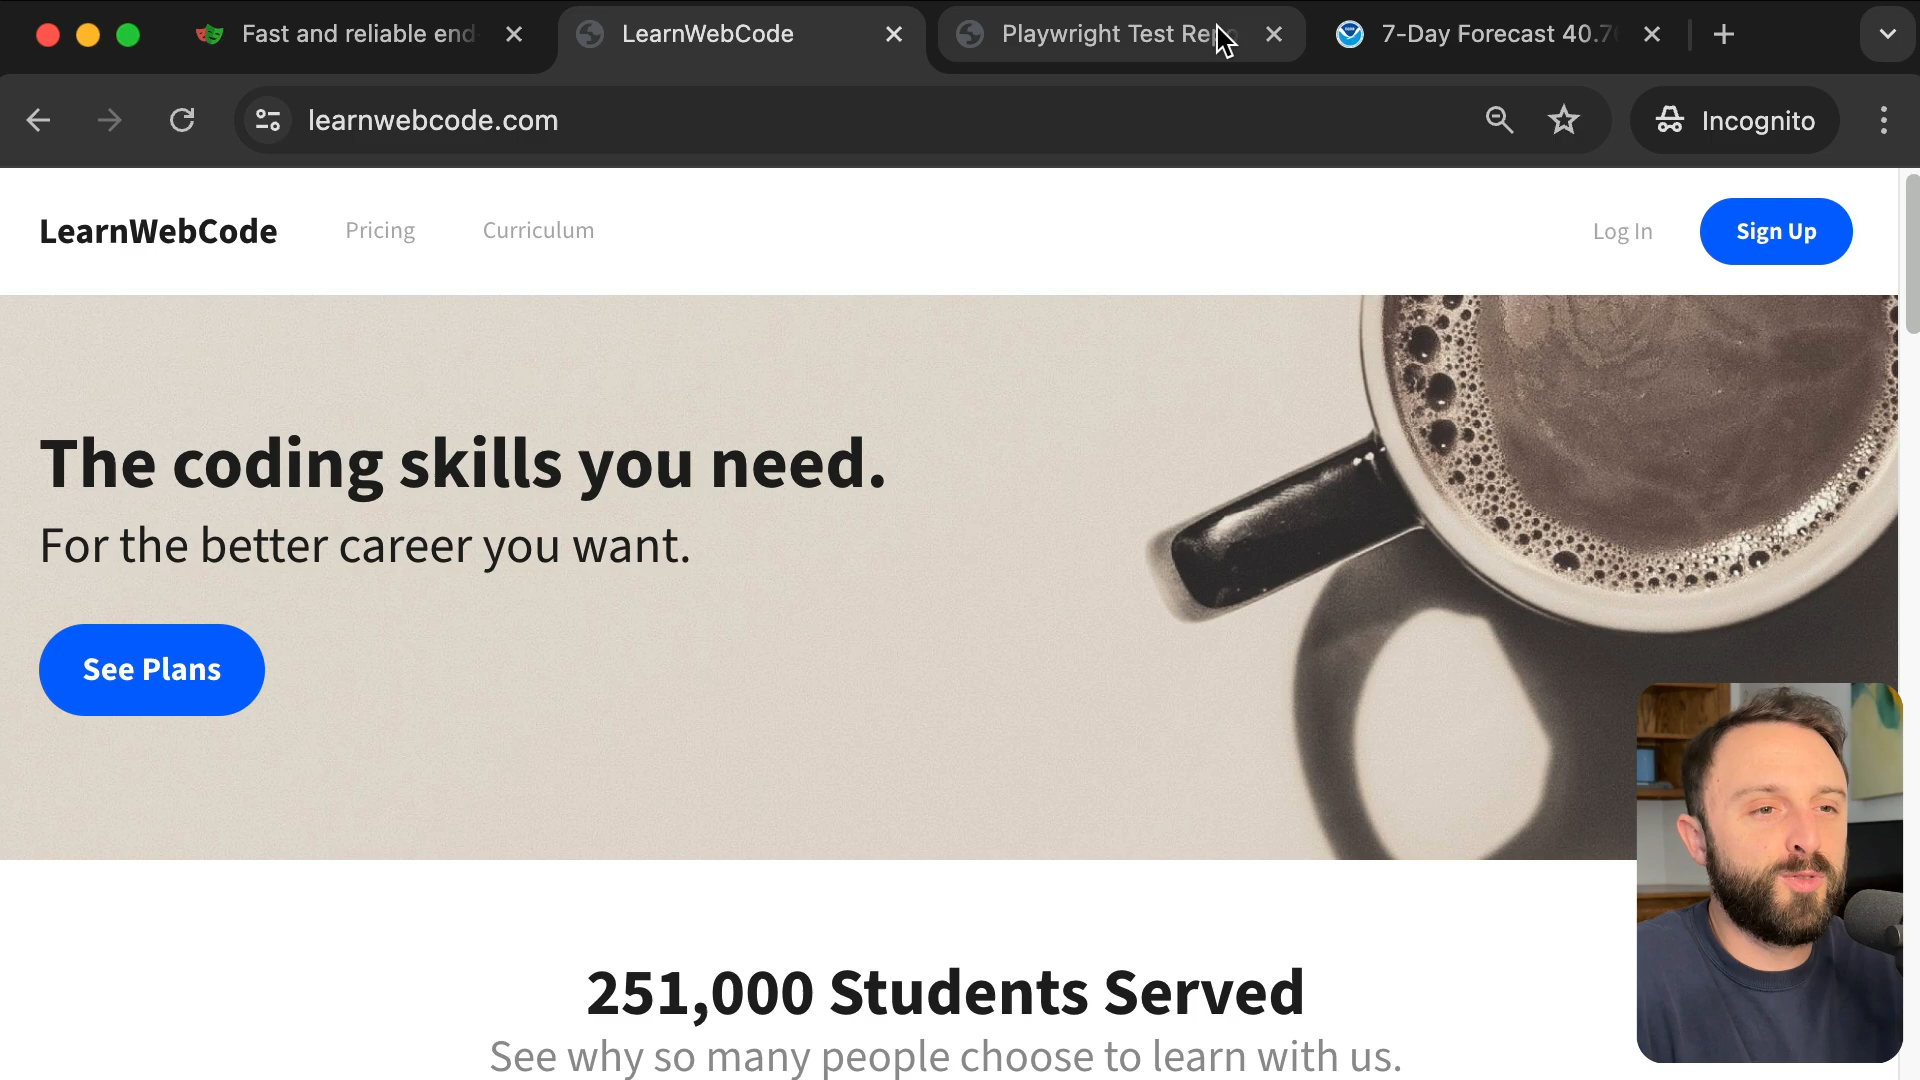 Fast and reliable end
LearnWebCode
Playwright Test Repo
7-Day Forecast 40.7
learnwebcode.com
Incognito
LearnWebCode
Pricing
Curriculum
Log In
Sign Up
The coding skills you need.
For the better career you want.
See Plans
251,000 Students Served
See why so many people choose to learn with us.